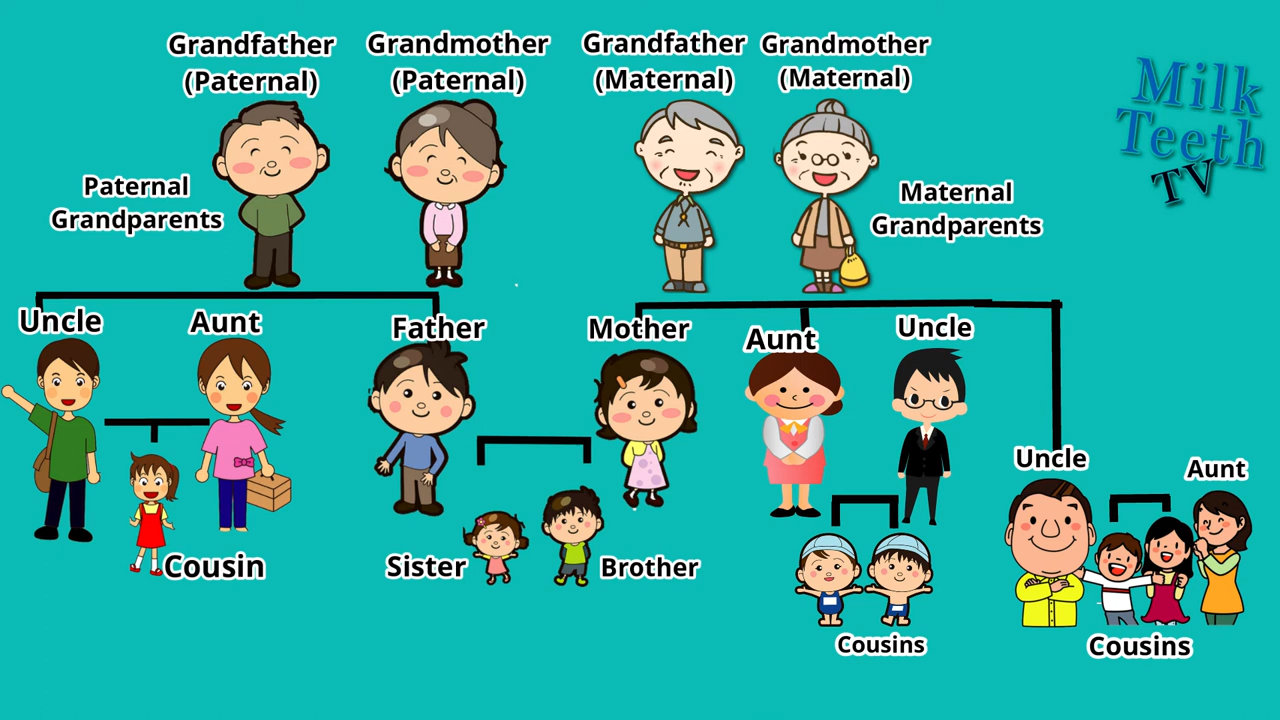 Grandfather
(Paternal)
Grandmother
(Paternal)
Grandfather
(Maternal)
Grandmother
(Maternal)
Milk
Teeth
TV
Paternal
Grandparents
Maternal
Grandparents
Uncle
Aunt
Father
Mother
Aunt
Uncle
Uncle
Aunt
Cousin
Sister
Brother
Cousins
Cousins